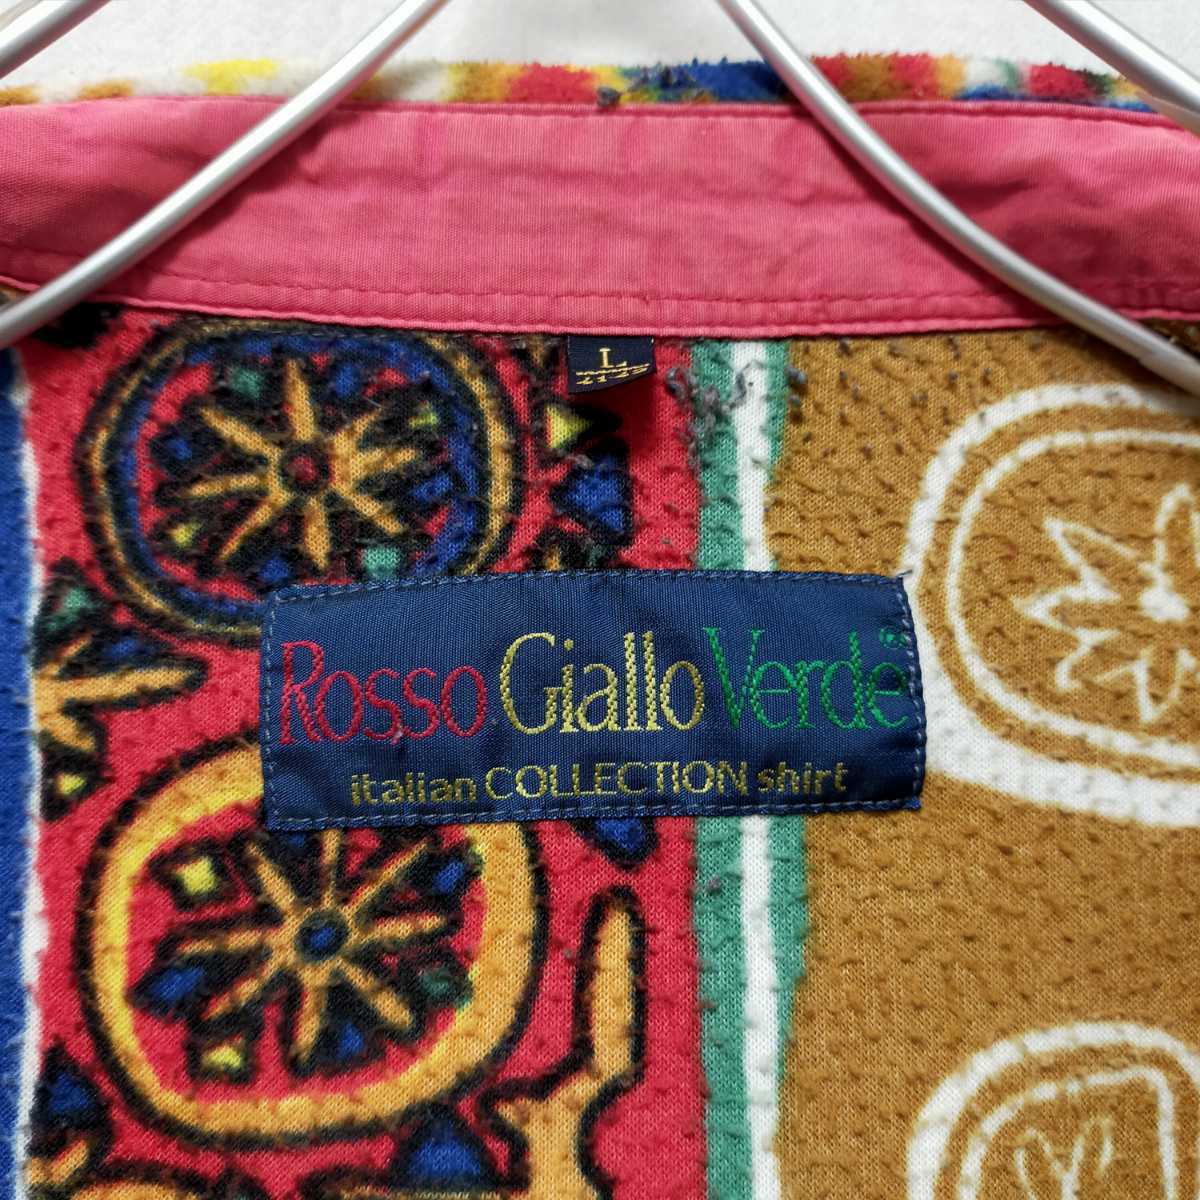 L
Rosso Giallo Verde®
italian COLLECTION shirt